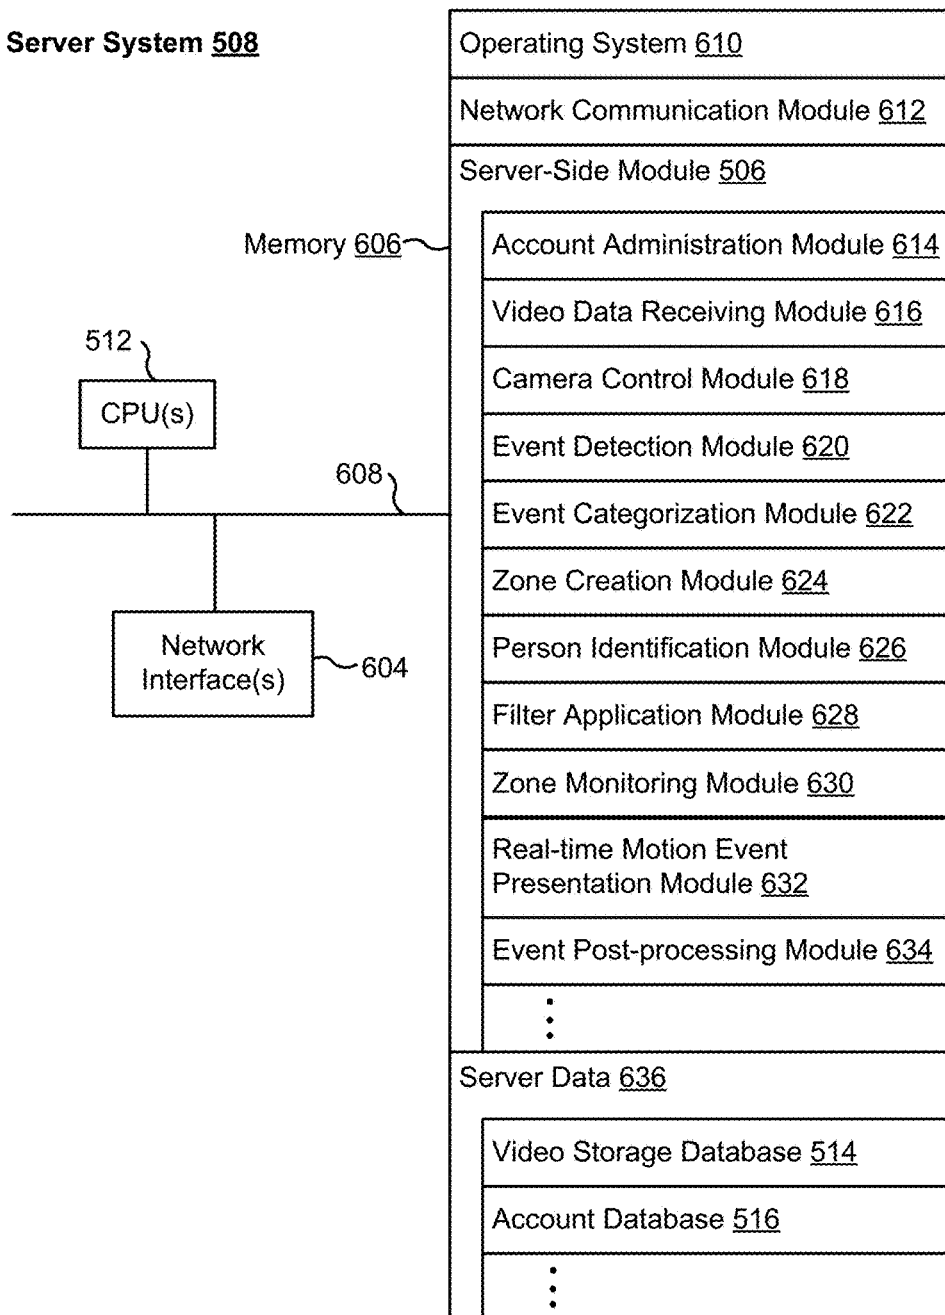 Server System 508
Operating System 610
Network Communication Module 612
Server-Side Module 506
Memory 606
Account Administration Module 614
Video Data Receiving Module 616
512
Camera Control Module 618
CPU(s)
Event Detection Module 620
608
Event Categorization Module 622
Zone Creation Module 624
Network
Interface(s)
604
Person Identification Module 626
Filter Application Module 628
Zone Monitoring Module 630
Real-time Motion Event
Presentation Module 632
Event Post-processing Module 634
Server Data 636
Video Storage Database 514
Account Database 516